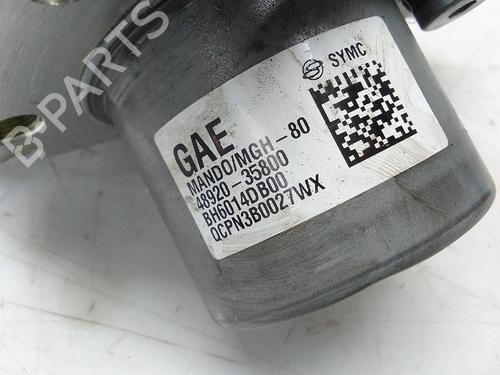 B-PARTS
SYMC
GAE
MANDO/MGH-80
48920-35800
BH6014DB00
QCPN3B0027WX